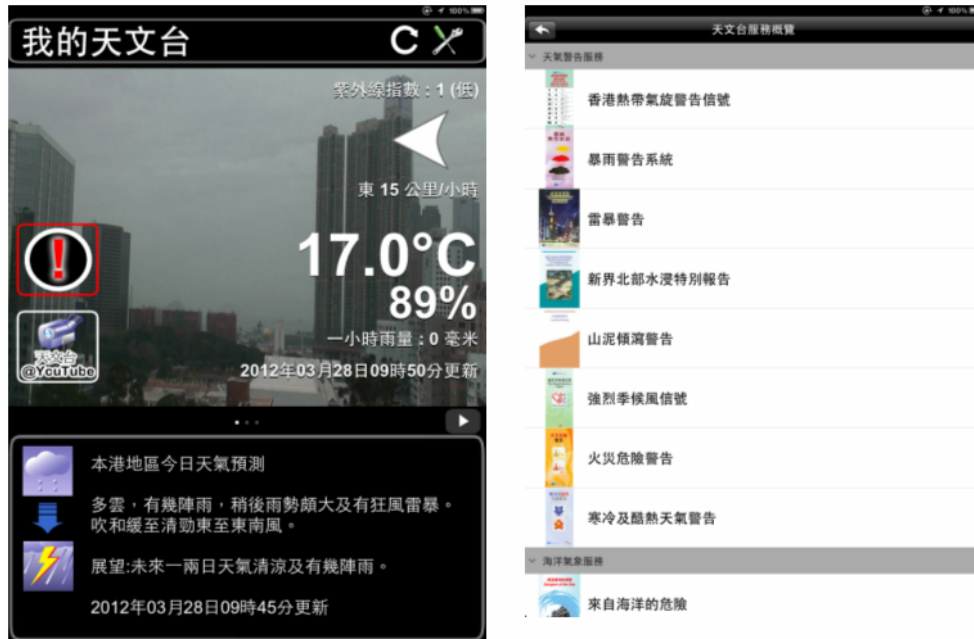 100%
我的天文台
紫外線指數 : 1 (低)
東 15 公里/小時
17.0°C
89%
一小時雨量 : 0 毫米
天文台
@YouTube
2012年03月28日09時50分更新
本港地區今日天氣預測
多雲，有幾陣雨，稍後雨勢頗大及有狂風雷暴。
吹和緩至清勁東至東南風。
展望:未來一兩日天氣清涼及有幾陣雨。
2012年03月28日09時45分更新
100%
天文台服務概覽
天氣警告服務
香港熱帶氣旋警告信號
暴雨警告系統
雷暴警告
新界北部水浸特別報告
山泥傾瀉警告
強烈季候風信號
火災危險警告
寒冷及酷熱天氣警告
海洋氣象服務
來自海洋的危險